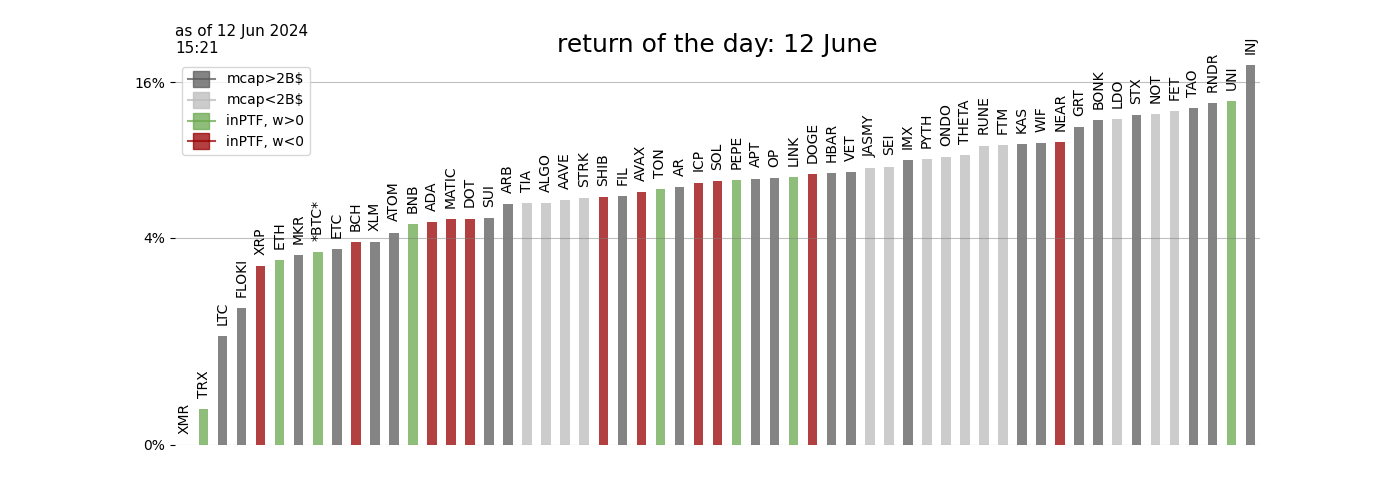 as of 12 Jun 2024
15:21
return of the day: 12 June
mcap>2B$
mcap<2B$
inPTF, w>0
inPTF, w<0
16%
4%
0%
XMR
TRX
LTC
FLOKI
XRP
ETH
MKR
*BTC*
ETC
BCH
XLM
ATOM
BNB
ADA
MATIC
DOT
SUI
ARB
TIA
ALGO
AAVE
STRK
SHIB
FIL
AVAX
TON
AR
ICP
SOL
PEPE
APT
OP
LINK
DOGE
HBAR
VET
JASMY
SEI
IMX
PYTH
ONDO
THETA
RUNE
FTM
KAS
WIF
NEAR
GRT
BONK
LDO
STX
NOT
FET
TAO
RNDR
UNI
INJ